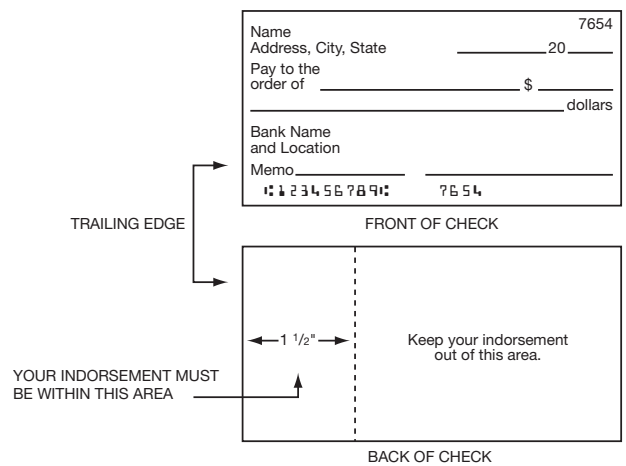 7654
Name
Address, City, State 20
Pay to the
order of $
dollars
Bank Name
and Location
Memo
⑆123456789⑆ 7654
TRAILING EDGE
FRONT OF CHECK
1 1/2"
Keep your indorsement
out of this area.
YOUR INDORSEMENT MUST
BE WITHIN THIS AREA
BACK OF CHECK